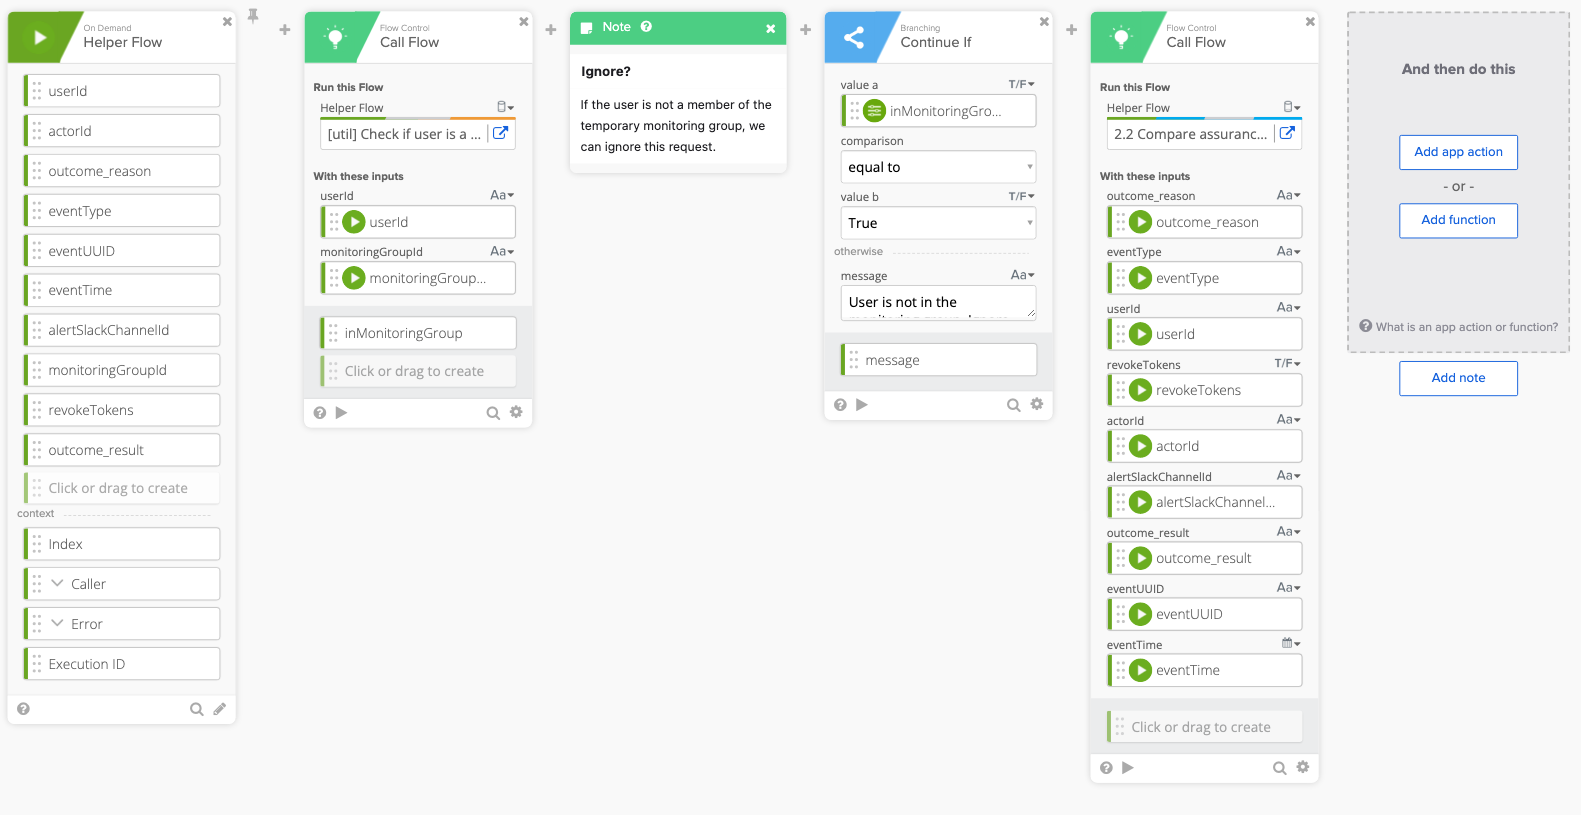 On Demand
Helper Flow
userId
actorId
outcome_reason
eventType
eventUUID
eventTime
alertSlackChannelId
monitoringGroupId
revokeTokens
outcome_result
Click or drag to create
context
Index
Caller
Error
Execution ID
Flow Control
Call Flow
Run this Flow
Helper Flow
[util] Check if user is a ...
With these inputs
userId
Aa
userId
monitoringGroupId
Aa
monitoringGroup...
inMonitoringGroup
Click or drag to create
Note
Ignore?
If the user is not a member of the
temporary monitoring group, we
can ignore this request.
Branching
Continue If
value a
T/F
inMonitoringGro...
comparison
equal to
value b
T/F
True
otherwise
message
Aa
User is not in the
message
Flow Control
Call Flow
Run this Flow
Helper Flow
2.2 Compare assuranc...
With these inputs
outcome_reason
Aa
outcome_reason
eventType
Aa
eventType
userId
Aa
userId
revokeTokens
T/F
revokeTokens
actorId
Aa
actorId
alertSlackChannelId
Aa
alertSlackChannel...
outcome_result
Aa
outcome_result
eventUUID
Aa
eventUUID
eventTime
eventTime
Click or drag to create
And then do this
Add app action
- or -
Add function
What is an app action or function?
Add note